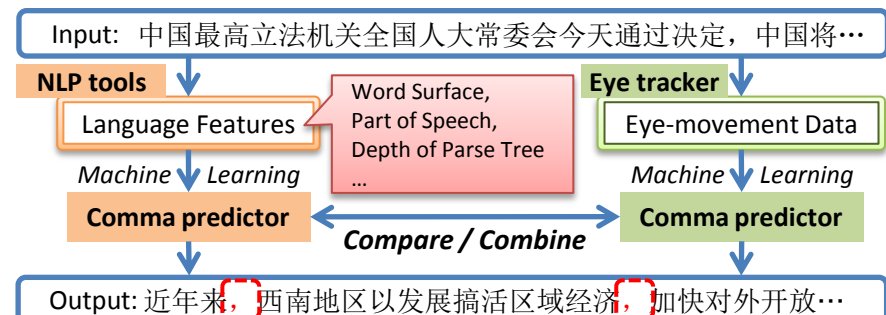 Input: 中国最高立法机关全国人大常委会今天通过决定，中国将…
NLP tools
Eye tracker
Language Features
Word Surface,
Part of Speech,
Depth of Parse Tree
…
Eye-movement Data
Machine Learning
Machine Learning
Comma predictor
Compare / Combine
Comma predictor
Output: 近年来，西南地区以发展搞活区域经济，加快对外开放…